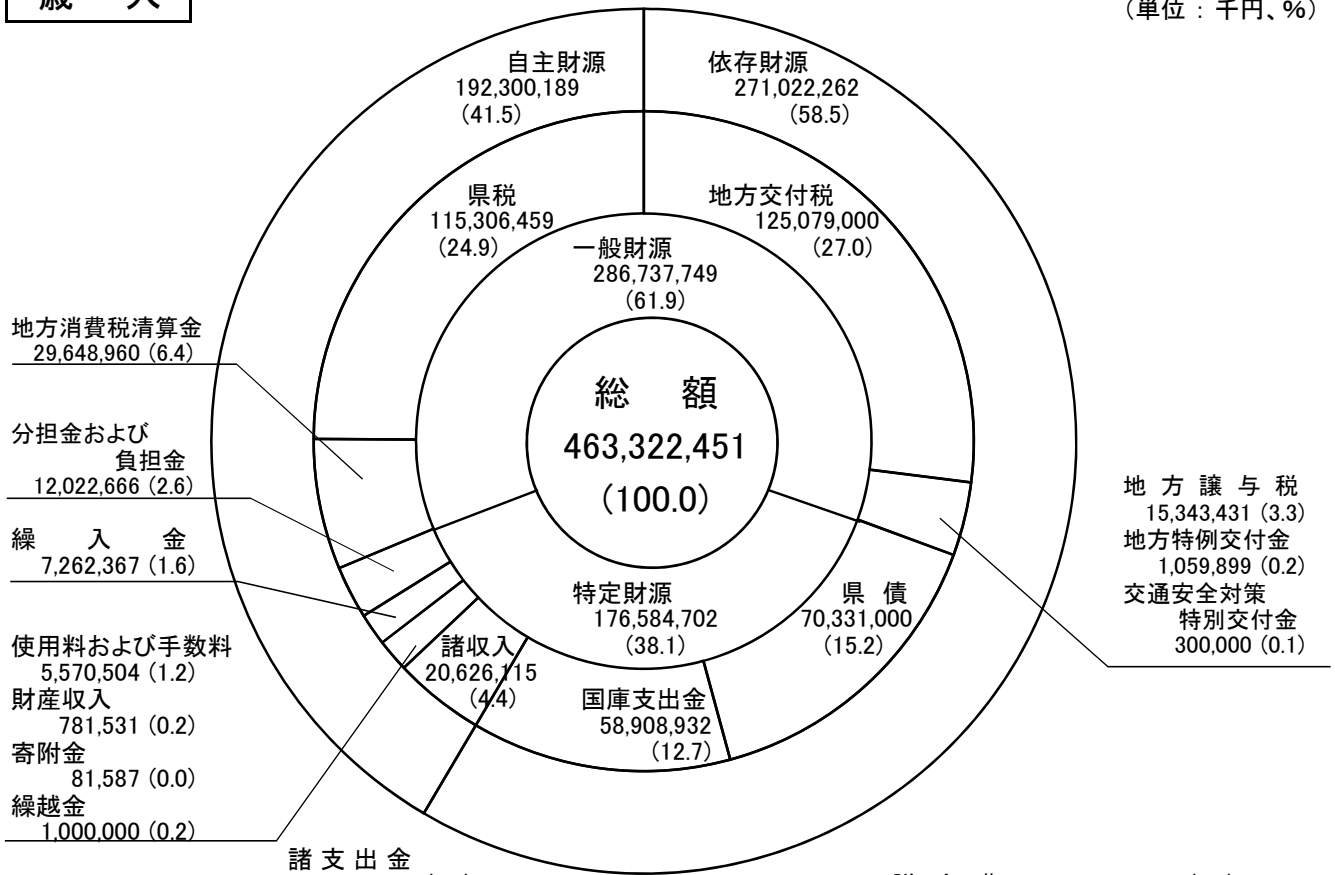 歳　入
（単位：千円、％）
自主財源
192,300,189
（41.5）
依存財源
271,022,262
（58.5）
県税
115,306,459
（24.9）
地方交付税
125,079,000
（27.0）
一般財源
286,737,749
（61.9）
総　額
463,322,451
（100.0）
特定財源
176,584,702
（38.1）
県　債
70,331,000
（15.2）
諸収入
20,626,115
（4.4）
国庫支出金
58,908,932
（12.7）
地方消費税清算金
29,648,960（6.4）
分担金および
負担金
12,022,666（2.6）
繰　入　金
7,262,367（1.6）
使用料および手数料
5,570,504（1.2）
財産収入
781,531（0.2）
寄附金
81,587（0.0）
繰越金
1,000,000（0.2）
地方譲与税
15,343,431（3.3）
地方特例交付金
1,059,899（0.2）
交通安全対策
特別交付金
300,000（0.1）
諸支出金